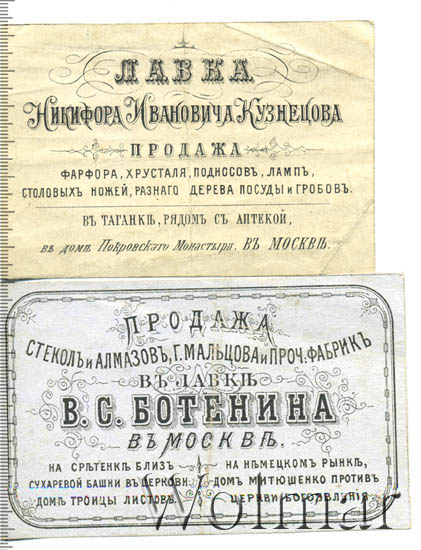 ЛАВКА
Никифора Ивановича Кузнецова
ПРОДАЖА
ФАРФОРА, ХРУСТАЛЯ, ПОДНОСОВЪ, ЛАМПЪ,
СТОЛОВЫХЪ НОЖЕЙ, РАЗНАГО ДЕРЕВА ПОСУДЫ и ГРОБОВЪ.
ВЪ ТАГАНКѢ, РЯДОМЪ СЪ АПТЕКОЙ,
въ домѣ Покровскаго Монастыря. ВЪ МОСКВѢ.
ПРОДАЖА
СТЕКОЛЪ и АЛМАЗОВЪ, Г. МАЛЬЦОВА и ПРОЧ. ФАБРИКЪ
ВЪ ЛАВКѢ
В. С. БОТЕНИНА
ВЪ МОСКВѢ.
НА СРѢТЕНКѢ БЛИЗЪ
СУХАРЕВОЙ БАШНИ ВЪ ЦЕРКОВН.
ДОМѢ ТРОИЦЫ ЛИСТОВЪ.
НА НѢМЕЦКОМЪ РЫНКѢ,
ДОМЪ МИТЮШЕНКО ПРОТИВЪ
ЦЕРКВИ БОГОЯВЛЕНІЯ
Wolmar